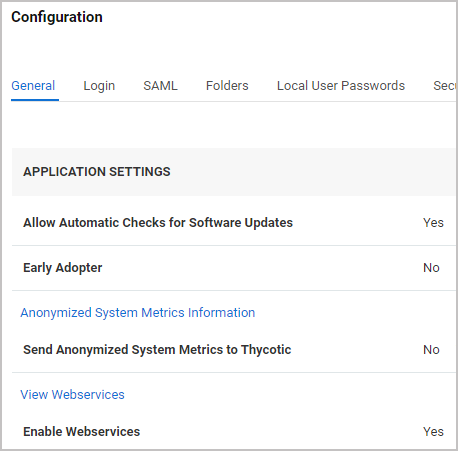 Configuration
General Login SAML Folders Local User Passwords Secu
APPLICATION SETTINGS
Allow Automatic Checks for Software Updates Yes
Early Adopter No
Anonymized System Metrics Information
Send Anonymized System Metrics to Thycotic No
View Webservices
Enable Webservices Yes